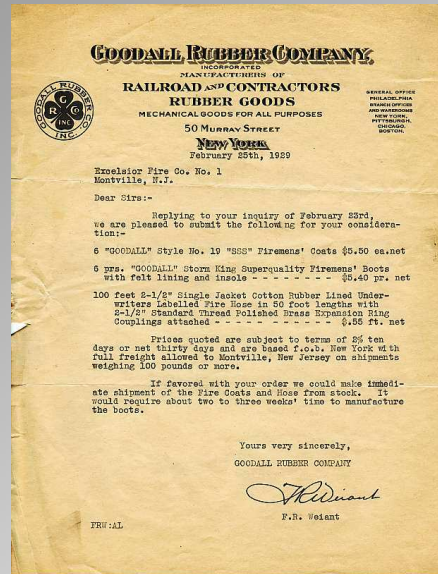 GOODALL RUBBER COMPANY,
INCORPORATED
MANUFACTURERS OF
RAILROAD AND CONTRACTORS
RUBBER GOODS
MECHANICAL GOODS FOR ALL PURPOSES
50 MURRAY STREET
NEW YORK
GOODALL RUBBER CO.
INC.
R
G
C
INC
GENERAL OFFICE
PHILADELPHIA
BRANCH OFFICES
AND WAREROOMS
NEW YORK,
PITTSBURGH,
CHICAGO,
BOSTON.
February 25th, 1929
Excelsior Fire Co. No. 1
Montville, N.J.
Dear Sirs:-
Replying to your inquiry of February 23rd,
we are pleased to submit the following for your considera-
tion:-
6 "GOODALL" Style No. 19 "SSS" Firemens' Coats $5.50 ea.net
6 prs. "GOODALL" Storm King Superquality Firemens' Boots
with felt lining and insole - - - - - - - - $5.40 pr. net
100 feet 2-1/2" Single Jacket Cotton Rubber Lined Under-
writers Labelled Fire Hose in 50 foot lengths with
2-1/2" Standard Thread Polished Brass Expansion Ring
Couplings attached - - - - - - - - - - $.55 ft. net
Prices quoted are subject to terms of 2% ten
days or net thirty days and are based f.o.b. New York with
full freight allowed to Montville, New Jersey on shipments
weighing 100 pounds or more.
If favored with your order we could make immedi-
ate shipment of the Fire Coats and Hose from stock. It
would require about two to three weeks' time to manufacture
the boots.
Yours very sincerely,
GOODALL RUBBER COMPANY
FRWeiant
F.R. Weiant
FRW:AL